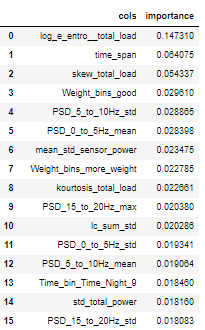 cols importance
0 log_e_entro__total_load 0.147310
1 time_span 0.064075
2 skew_total_load 0.054337
3 Weight_bins_good 0.029610
4 PSD_5_to_10Hz_std 0.028865
5 PSD_0_to_5Hz_mean 0.028398
6 mean_std_sensor_power 0.023475
7 Weight_bins_more_weight 0.022785
8 kourtosis_total_load 0.022661
9 PSD_15_to_20Hz_max 0.020380
10 lc_sum_std 0.020286
11 PSD_0_to_5Hz_std 0.019341
12 PSD_5_to_10Hz_mean 0.019064
13 Time_bin_Time_Night_9 0.018460
14 std_total_power 0.018160
15 PSD_15_to_20Hz_std 0.018083